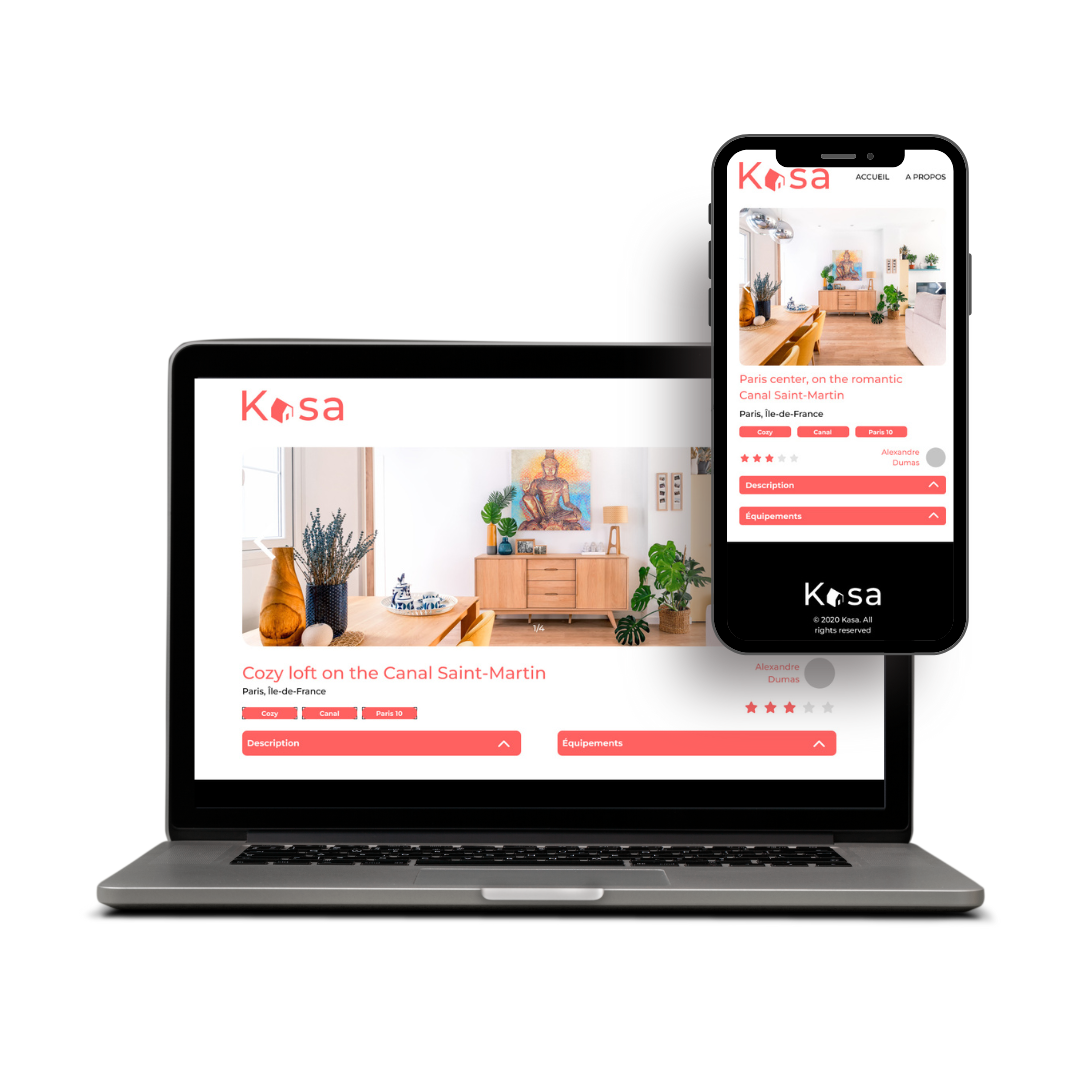 Kasa
ACCUEIL A PROPOS
Paris center, on the romantic
Canal Saint-Martin
Paris, Île-de-France
Cozy Canal Paris 10
Alexandre
Dumas
Description
Équipements
Kasa
© 2020 Kasa. All
rights reserved
Kasa
1/4
Cozy loft on the Canal Saint-Martin
Paris, Île-de-France
Cozy Canal Paris 10
Alexandre
Dumas
Description
Équipements